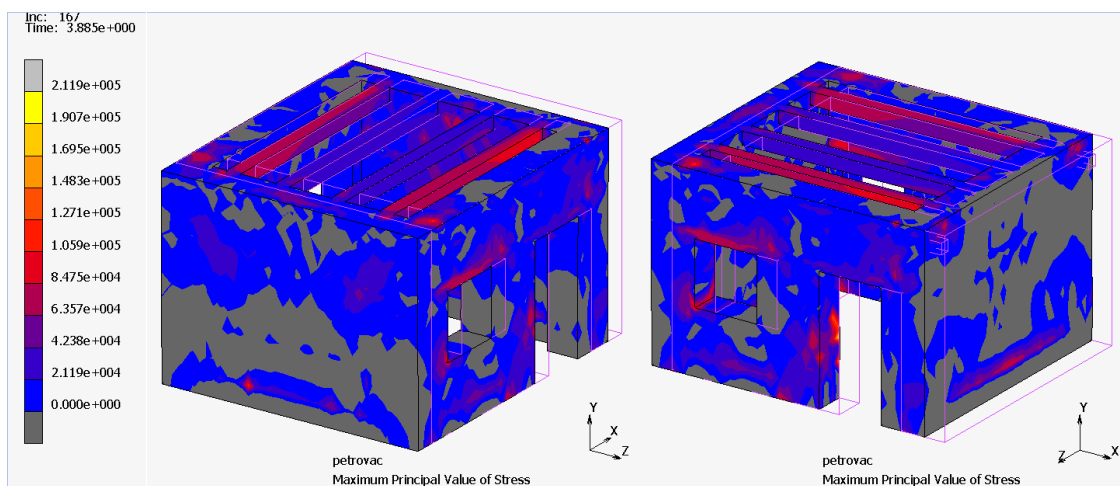 Inc: 167
Time: 3.885e+000
2.119e+005
1.907e+005
1.695e+005
1.483e+005
1.271e+005
1.059e+005
8.475e+004
6.357e+004
4.238e+004
2.119e+004
0.000e+000
Y
X
Z
petrovac
Maximum Principal Value of Stress
Y
Z
X
petrovac
Maximum Principal Value of Stress